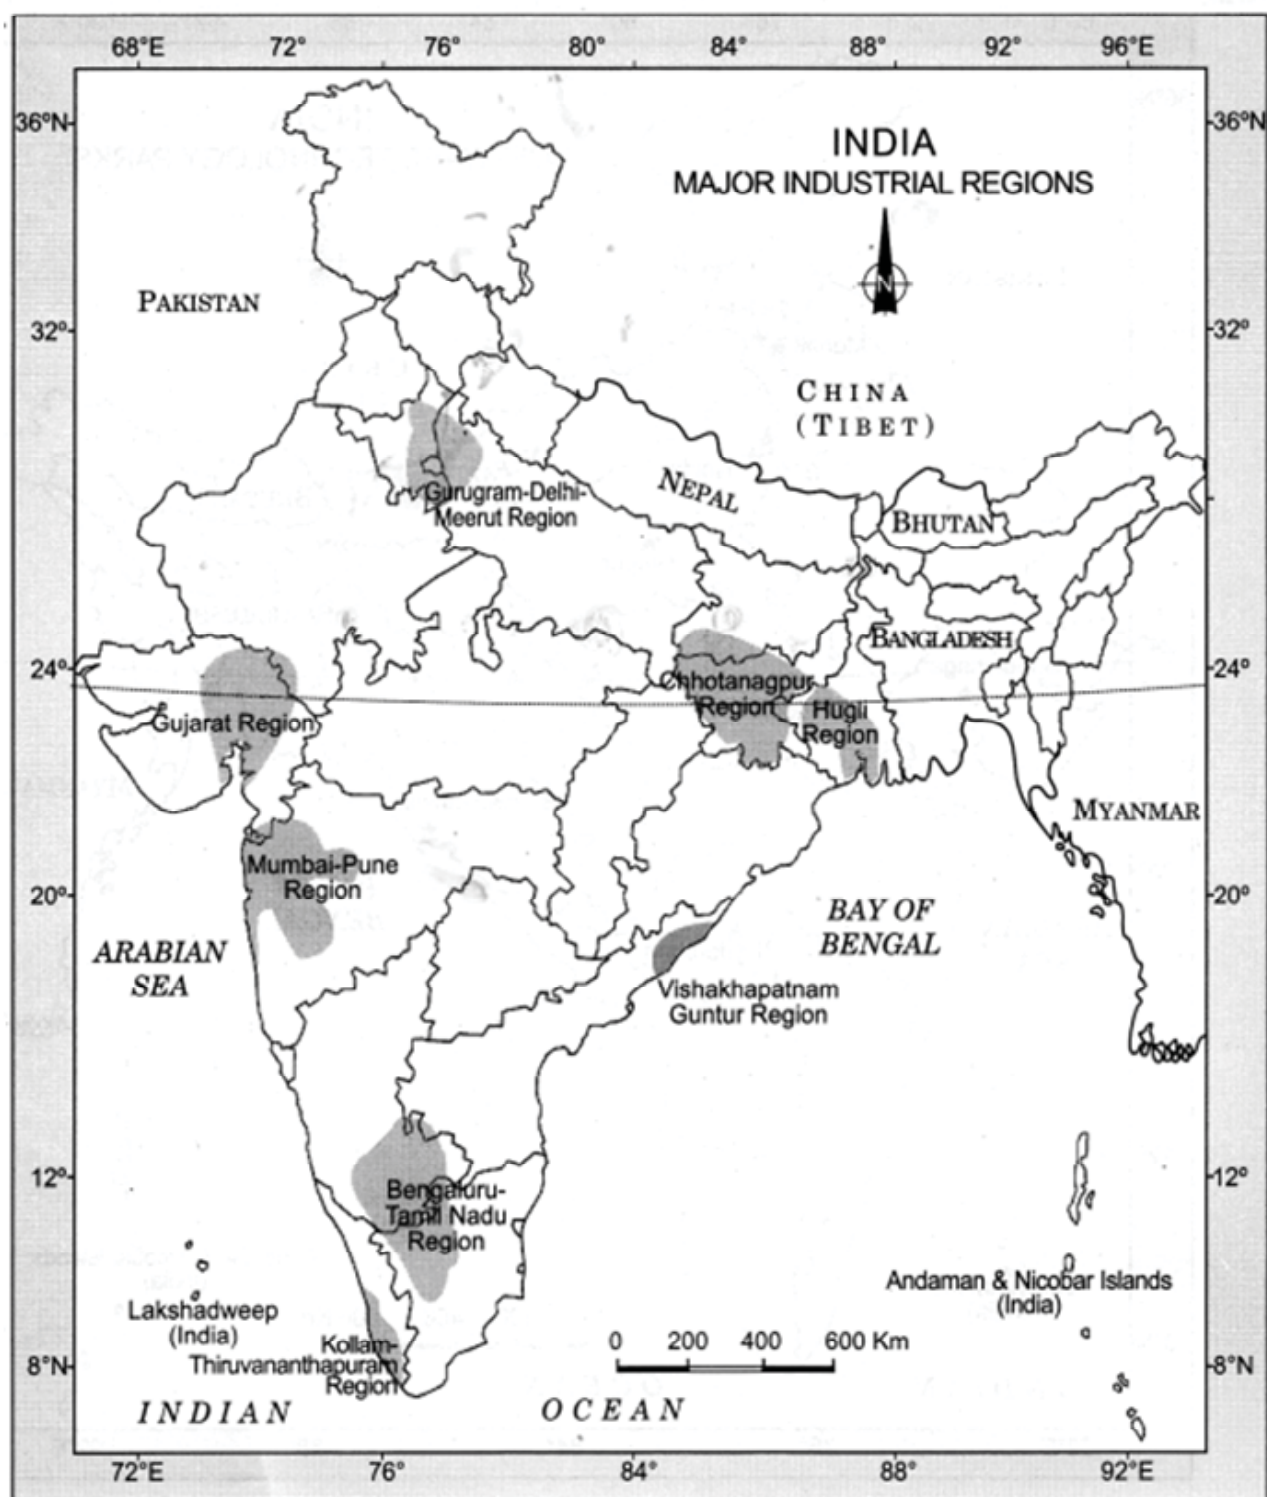 68°E 72° 76° 80° 84° 88° 92° 96°E
36°N
36°N
INDIA
MAJOR INDUSTRIAL REGIONS
N
PAKISTAN
32°
32°
CHINA
(TIBET)
NEPAL
BHUTAN
Gurugram-Delhi-
Meerut Region
BANGLADESH
24°
24°
Chhotanagpur
Region
Hugli
Region
Gujarat Region
MYANMAR
Mumbai-Pune
Region
20°
20°
BAY OF
BENGAL
ARABIAN
SEA
Vishakhapatnam
Guntur Region
12°
12°
Bengaluru-
Tamil Nadu
Region
Andaman & Nicobar Islands
(India)
Lakshadweep
(India)
0 200 400 600 Km
Kollam-
Thiruvananthapuram
Region
8°N
8°N
INDIAN OCEAN
72°E 76° 84° 88° 92°E